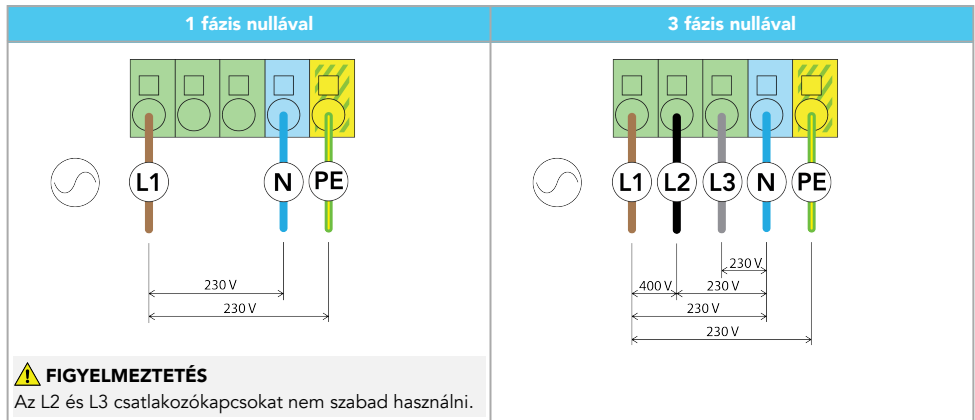 1 fázis nullával
L1
N
PE
230 V
230 V
FIGYELMEZTETÉS
Az L2 és L3 csatlakozókapcsokat nem szabad használni.
3 fázis nullával
L1
L2
L3
N
PE
230 V
400 V
230 V
230 V
230 V